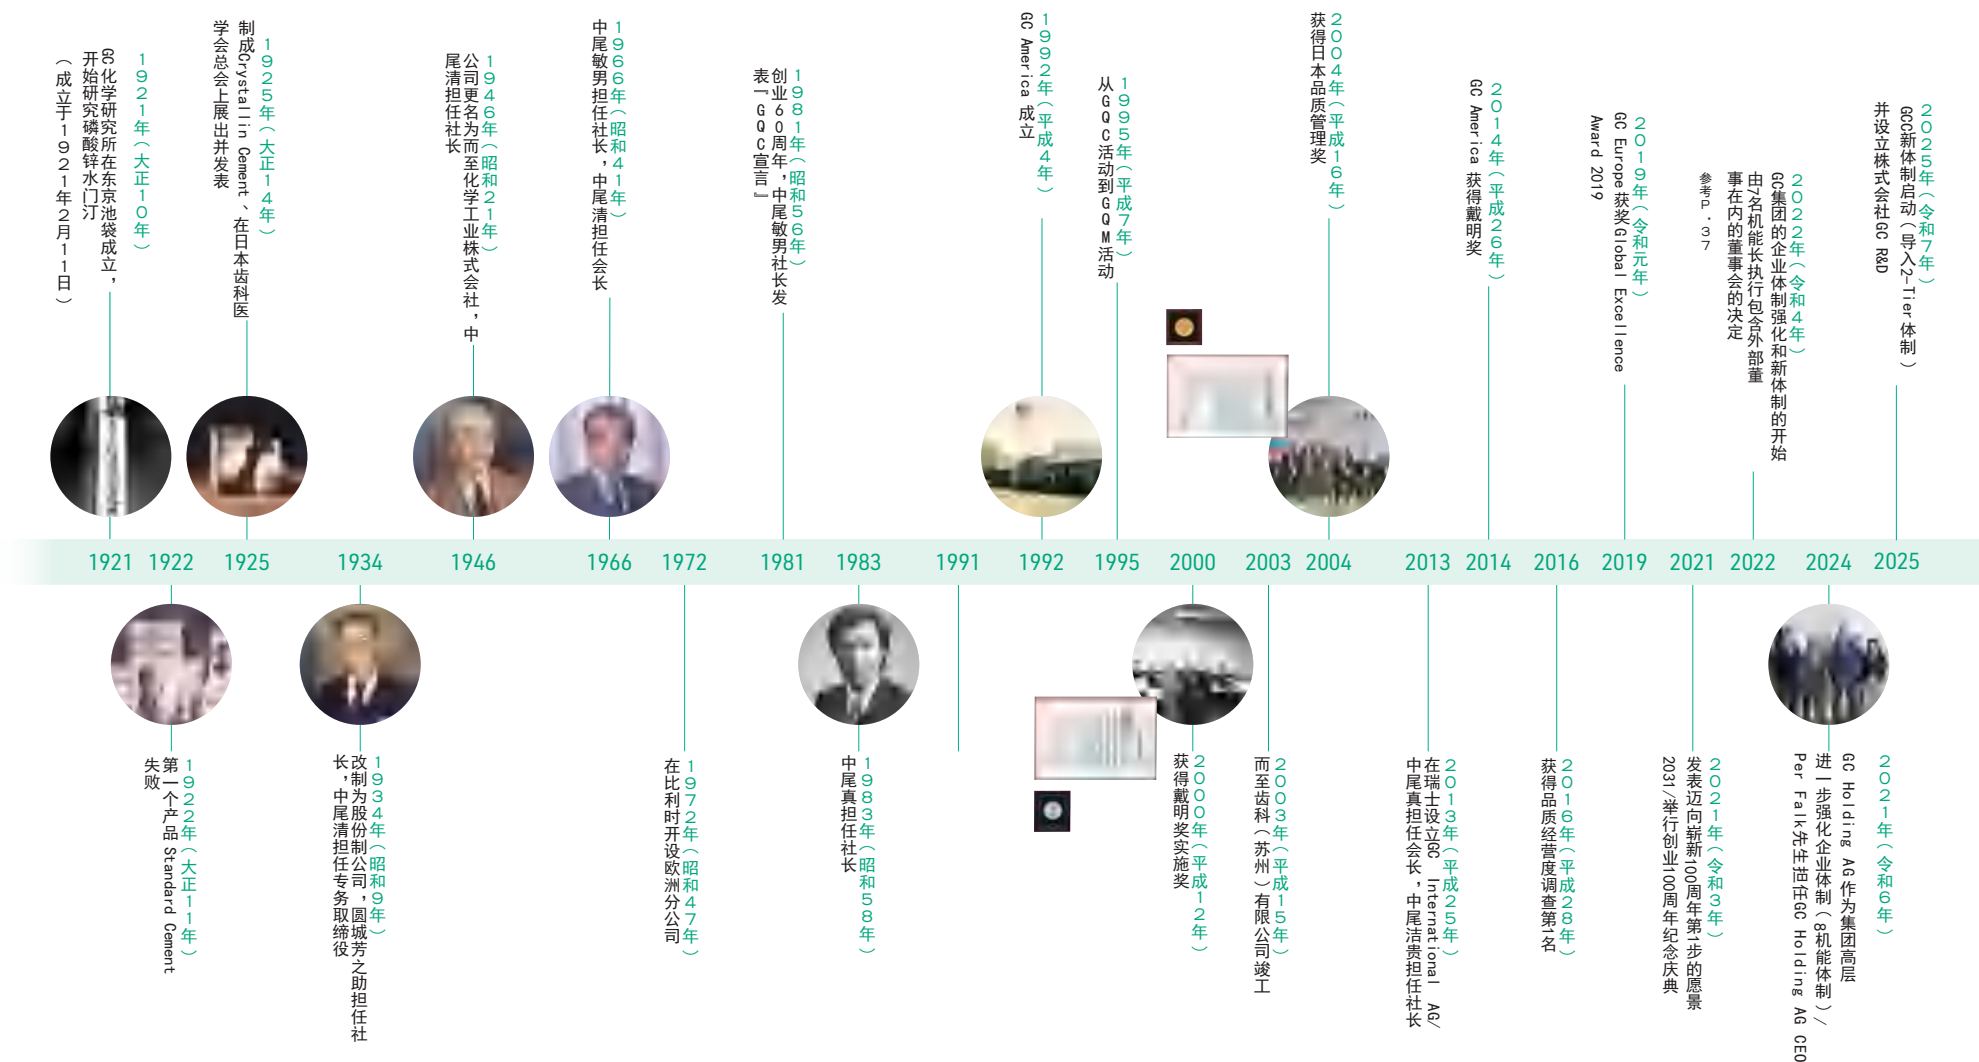 1921年（大正10年）
GC化学研究所在东京池袋成立，
开始研究磷酸锌水门汀
（成立于1921年2月11日）
1925年（大正14年）
制成Crystallin Cement、在日本齿科医
学会总会上展出并发表
1946年（昭和21年）
公司更名为而至化学工业株式会社，中
尾清担任社长
1966年（昭和41年）
中尾敏男担任社长，中尾清担任会长
1981年（昭和56年）
创业60周年，中尾敏男社长发
表『GQC宣言』
1992年（平成4年）
GC America 成立
1995年（平成7年）
从GQC活动到GQM活动
2004年（平成16年）
获得日本品质管理奖
2014年（平成26年）
GC America 获得戴明奖
2019年（令和元年）
GC Europe 获奖Global Excellence
Award 2019
2022年（令和4年）
GC集团的企业体制强化和新体制的开始
由7名机能长执行包含外部董
事在内的董事会的决定
参考P.37
2025年（令和7年）
GCC新体制启动（导入2-Tier体制）
并设立株式会社GC R&D
1921 1922 1925 1934 1946 1966 1972 1981 1983 1991 1992 1995 2000 2003 2004 2013 2014 2016 2019 2021 2022 2024 2025
1922年（大正11年）
第一个产品 Standard Cement
失败
1934年（昭和9年）
改制为股份制公司，圆城芳之助担任社
长，中尾清担任专务取缔役
1972年（昭和47年）
在比利时开设欧洲分公司
1983年（昭和58年）
中尾真担任社长
2000年（平成12年）
获得戴明奖实施奖
2003年（平成15年）
而至齿科（苏州）有限公司竣工
2013年（平成25年）
在瑞士设立GC International AG/
中尾真担任会长，中尾洁贵担任社长
2016年（平成28年）
获得品质经营度调查第1名
2021年（令和3年）
发表迈向崭新100周年第1步的愿景
2031/举行创业100周年纪念庆典
2021年（令和6年）
GC Holding AG作为集团高层
进一步强化企业体制（8机能体制）/
Per Falk先生担任GC Holding AG CEO